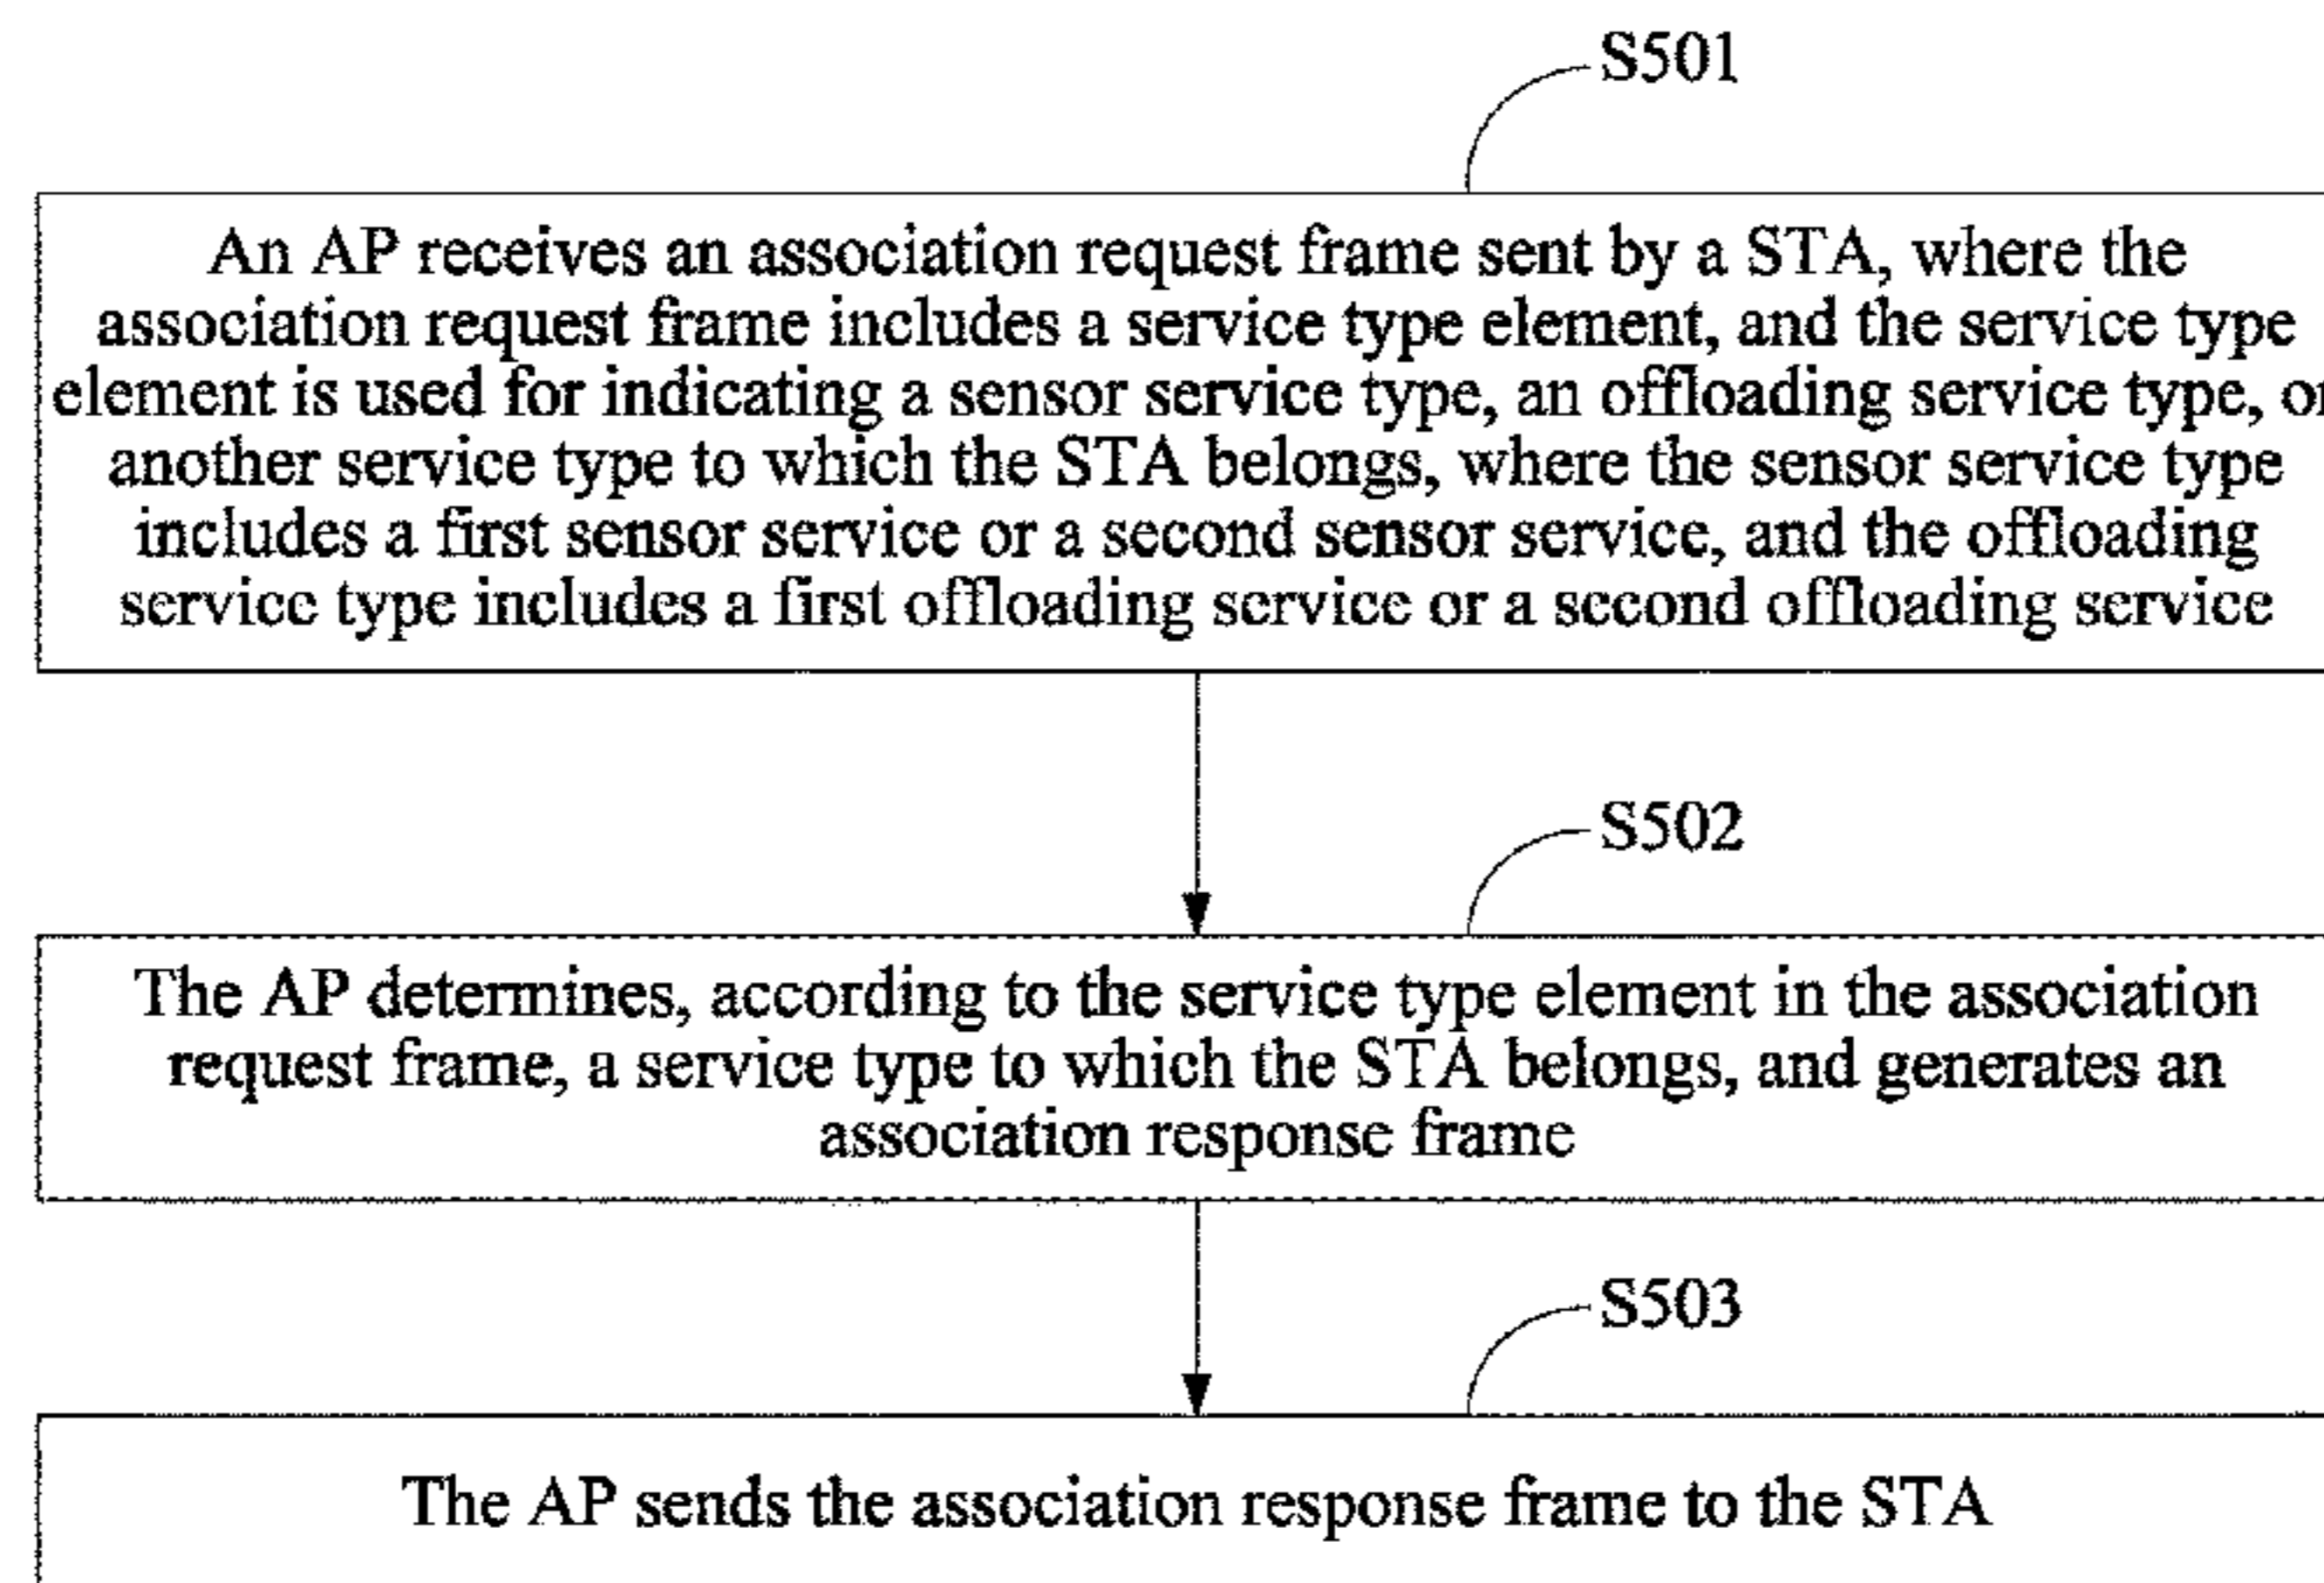 S501
An AP receives an association request frame sent by a STA, where the
association request frame includes a service type element, and the service type
element is used for indicating a sensor service type, an offloading service type, or
another service type to which the STA belongs, where the sensor service type
includes a first sensor service or a second sensor service, and the offloading
service type includes a first offloading service or a second offloading service
S502
The AP determines, according to the service type element in the association
request frame, a service type to which the STA belongs, and generates an
association response frame
S503
The AP sends the association response frame to the STA